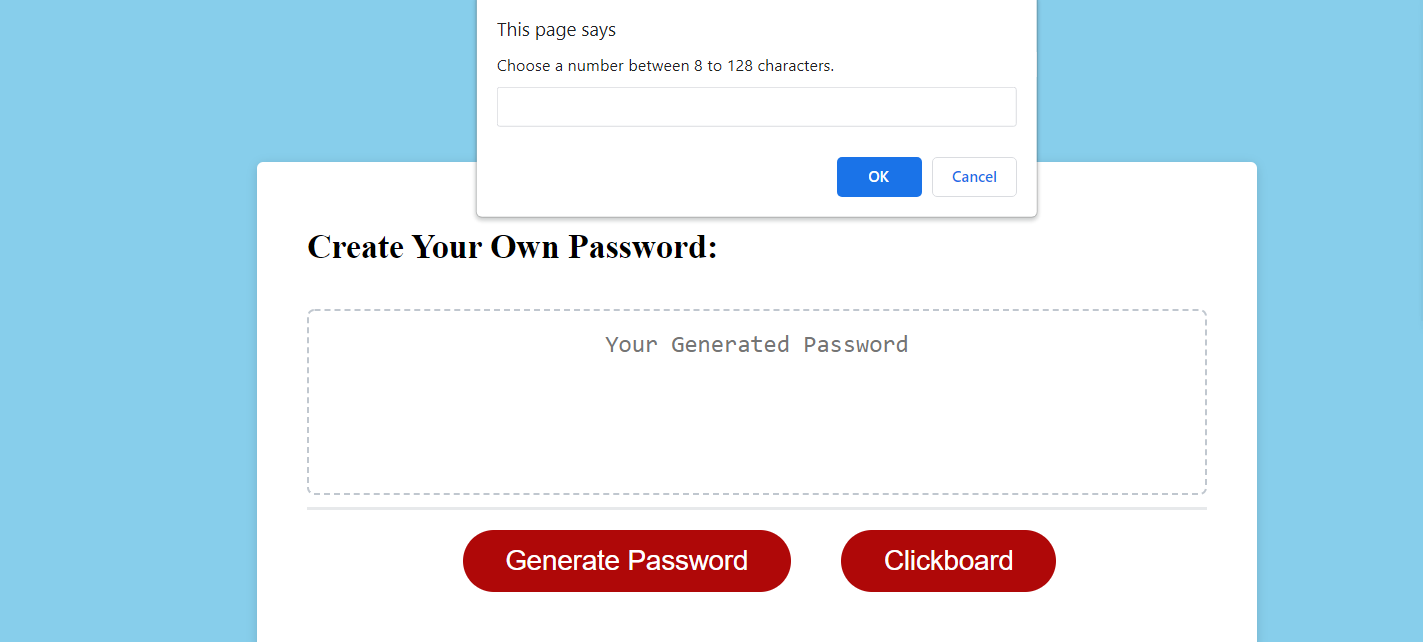 This page says
Choose a number between 8 to 128 characters.
OK
Cancel
Create Your Own Password:
Your Generated Password
Generate Password
Clickboard